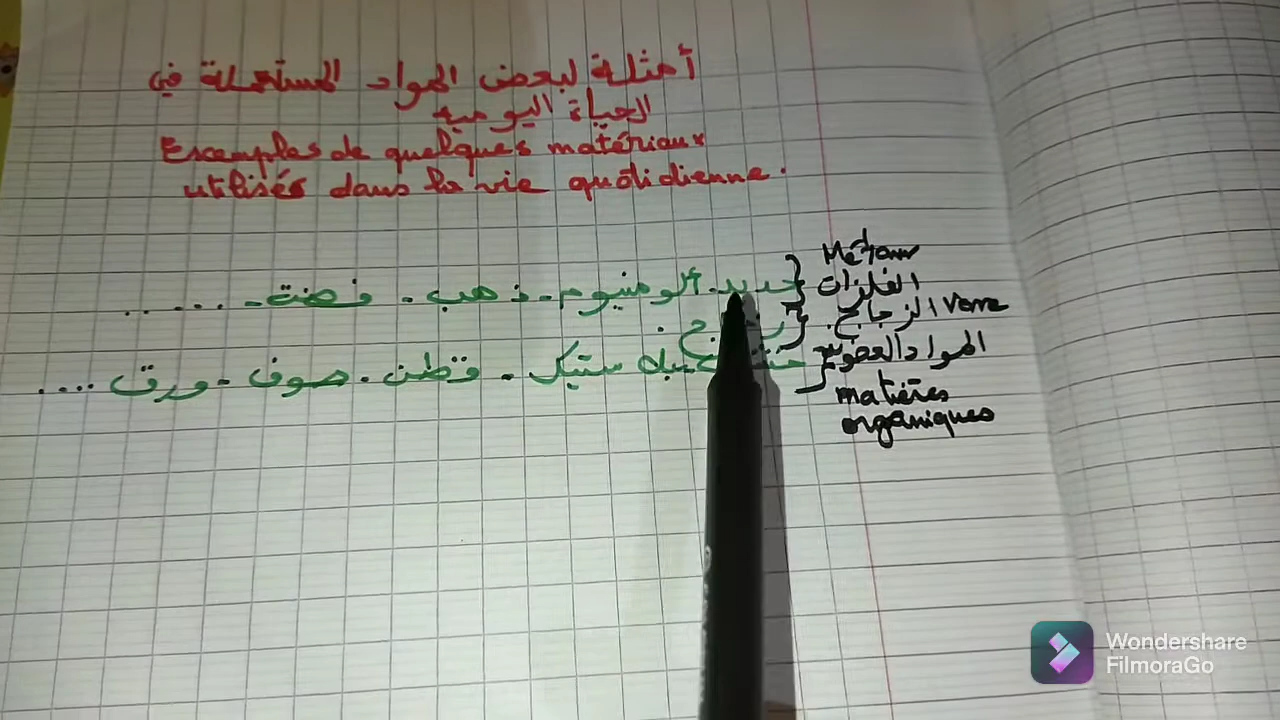 أمثلة لبعض المواد المستعملة في
الحياة اليومية
Exemples de quelques matériaux
utilisés dans la vie quotidienne.
Métaux
الفلزات
حديد. ألومنيوم. ذهب. فضة. ......
الزجاج. Verre
المواد العضوية
بلاستيك. قطن. صوف. ورق ....
matières
organiques
Wondershare
FilmoraGo